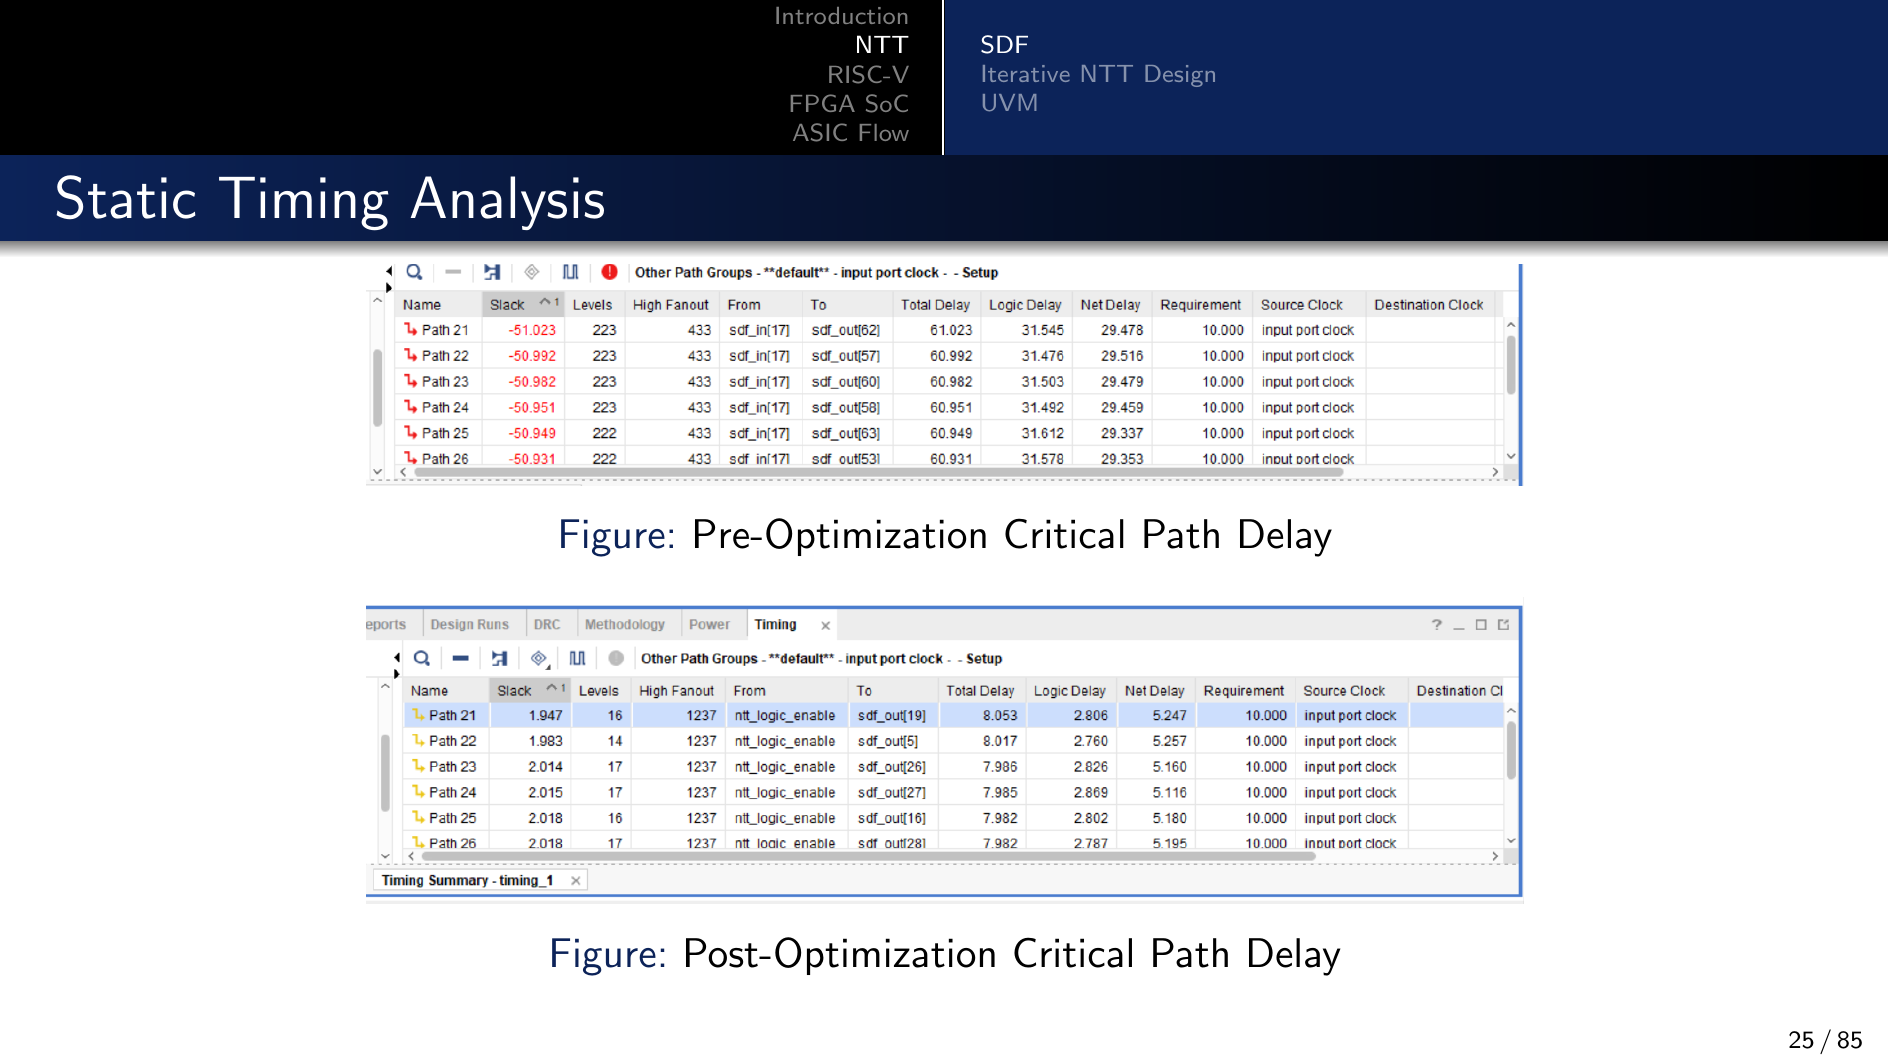 Introduction
NTT
RISC-V
FPGA SoC
ASIC Flow
SDF
Iterative NTT Design
UVM
Static Timing Analysis
Other Path Groups - **default** - input port clock - - Setup
Name Slack 1 Levels High Fanout From To Total Delay Logic Delay Net Delay Requirement Source Clock Destination Clock
Path 21 -51.023 223 433 sdf_in[17] sdf_out[62] 61.023 31.545 29.478 10.000 input port clock
Path 22 -50.992 223 433 sdf_in[17] sdf_out[57] 60.992 31.476 29.516 10.000 input port clock
Path 23 -50.982 223 433 sdf_in[17] sdf_out[60] 60.982 31.503 29.479 10.000 input port clock
Path 24 -50.951 223 433 sdf_in[17] sdf_out[58] 60.951 31.492 29.459 10.000 input port clock
Path 25 -50.949 222 433 sdf_in[17] sdf_out[63] 60.949 31.612 29.337 10.000 input port clock
Path 26 -50.931 222 433 sdf_in[17] sdf_out[53] 60.931 31.578 29.353 10.000 input port clock
Figure: Pre-Optimization Critical Path Delay
eports Design Runs DRC Methodology Power Timing
Other Path Groups - **default** - input port clock - - Setup
Name Slack 1 Levels High Fanout From To Total Delay Logic Delay Net Delay Requirement Source Clock Destination Cl
Path 21 1.947 16 1237 ntt_logic_enable sdf_out[19] 8.053 2.806 5.247 10.000 input port clock
Path 22 1.983 14 1237 ntt_logic_enable sdf_out[5] 8.017 2.760 5.257 10.000 input port clock
Path 23 2.014 17 1237 ntt_logic_enable sdf_out[26] 7.986 2.826 5.160 10.000 input port clock
Path 24 2.015 17 1237 ntt_logic_enable sdf_out[27] 7.985 2.869 5.116 10.000 input port clock
Path 25 2.018 16 1237 ntt_logic_enable sdf_out[16] 7.982 2.802 5.180 10.000 input port clock
Path 26 2.018 17 1237 ntt_logic_enable sdf_out[28] 7.982 2.787 5.195 10.000 input port clock
Timing Summary - timing_1
Figure: Post-Optimization Critical Path Delay
25 / 85